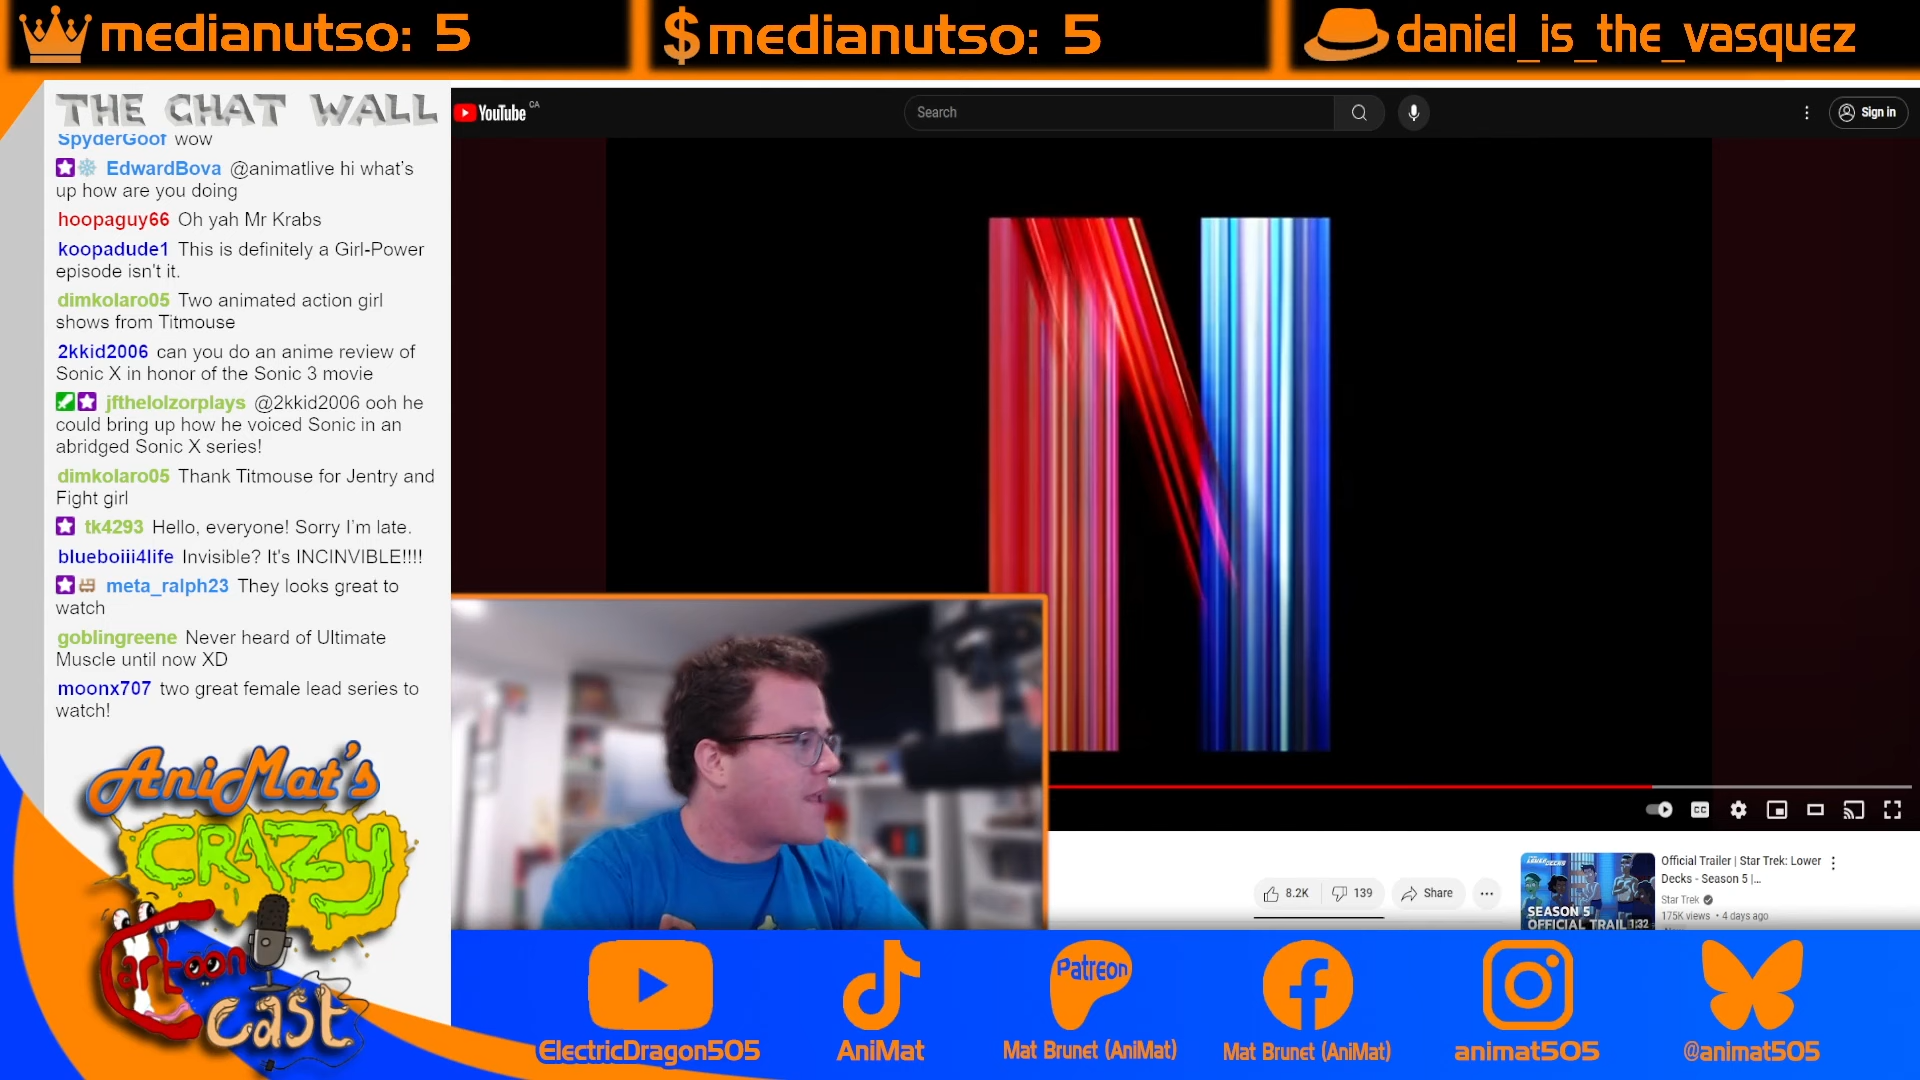 medianutso: 5
$medianutso: 5
daniel_is_the_vasquez
THE CHAT WALL
SpyderGoof wow
EdwardBova @animatlive hi what's
up how are you doing
hoopaguy66 Oh yah Mr Krabs
koopadude1 This is definitely a Girl-Power
episode isn't it.
dimkolaro05 Two animated action girl
shows from Titmouse
2kkid2006 can you do an anime review of
Sonic X in honor of the Sonic 3 movie
jfthelolzorplays @2kkid2006 ooh he
could bring up how he voiced Sonic in an
abridged Sonic X series!
dimkolaro05 Thank Titmouse for Jentry and
Fight girl
tk4293 Hello, everyone! Sorry I'm late.
blueboiii4life Invisible? It's INCINVIBLE!!!!
meta_ralph23 They looks great to
watch
goblingreene Never heard of Ultimate
Muscle until now XD
moonx707 two great female lead series to
watch!
AniMat's
CRAZY
Cartoon
Cast
YouTube CA
Search
Sign in
N
CC
8.2K
139
Share
SEASON 5
OFFICIAL TRAIL
1:32
Official Trailer | Star Trek: Lower
Decks - Season 5 |...
Star Trek
175K views • 4 days ago
ElectricDragon505
AniMat
Patreon
Mat Brunet (AniMat)
Mat Brunet (AniMat)
animat505
@animat505